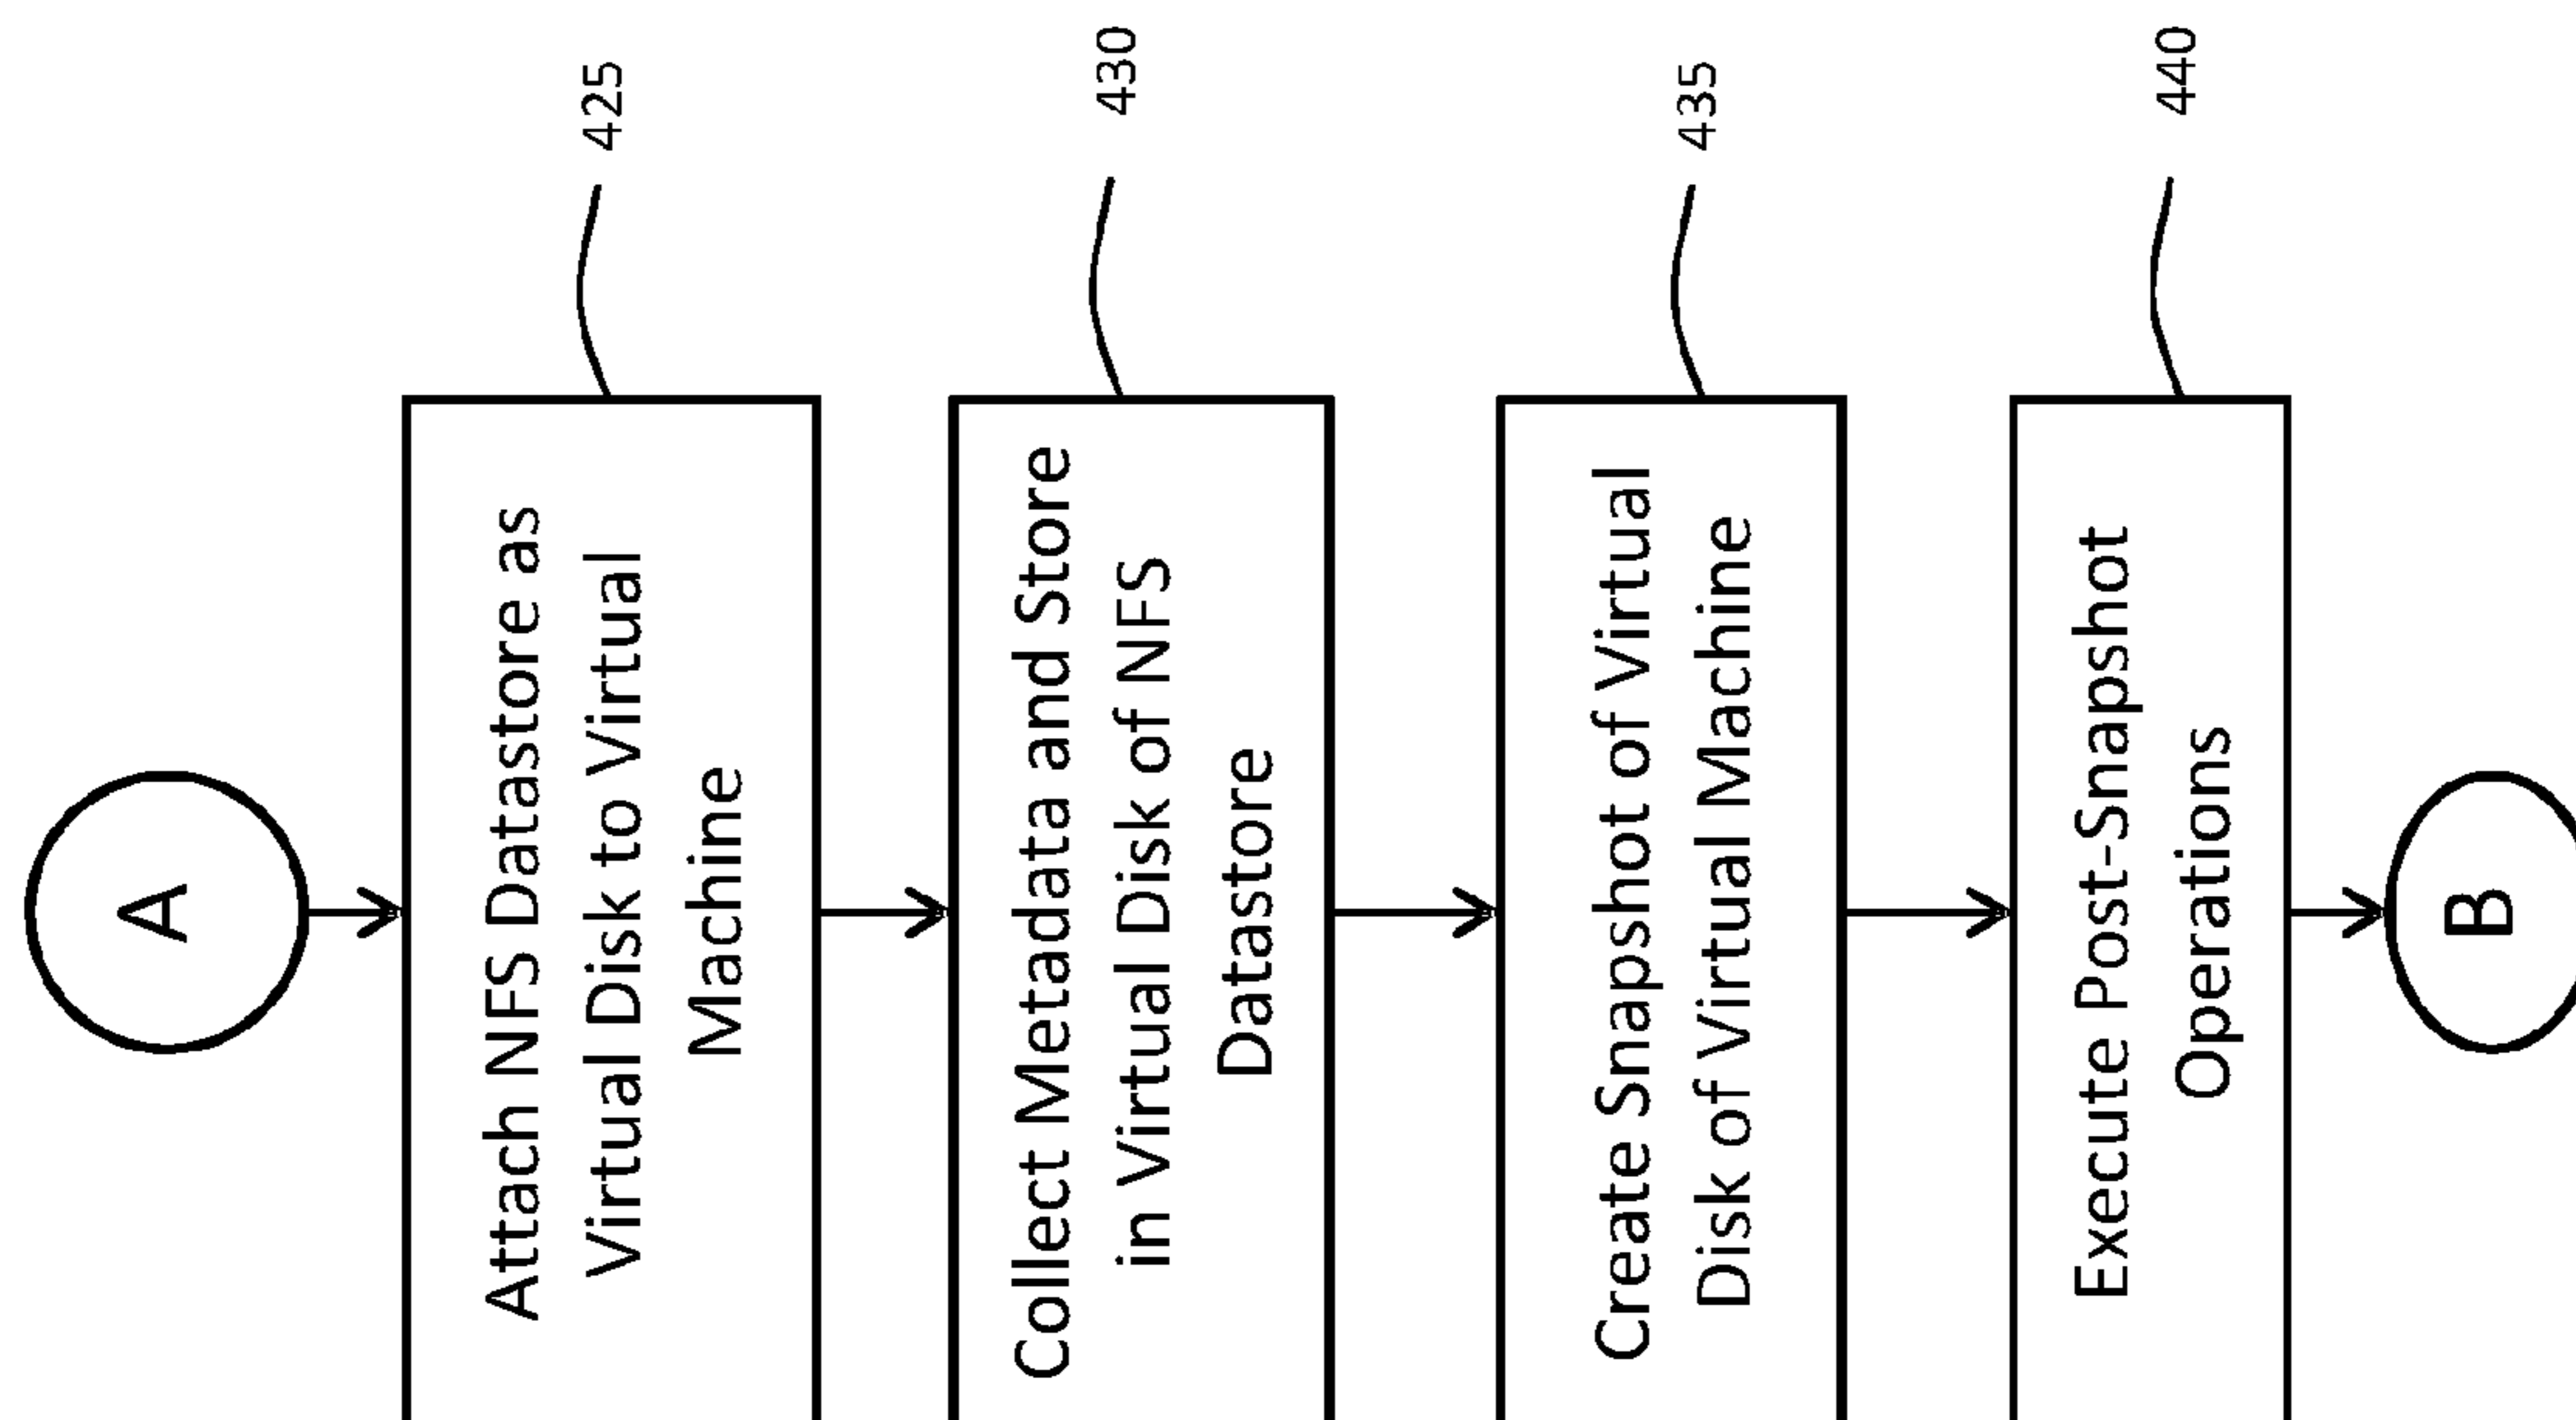 A
Attach NFS Datastore as
Virtual Disk to Virtual
Machine
425
Collect Metadata and Store
in Virtual Disk of NFS
Datastore
430
Create Snapshot of Virtual
Disk of Virtual Machine
435
Execute Post-Snapshot
Operations
440
B